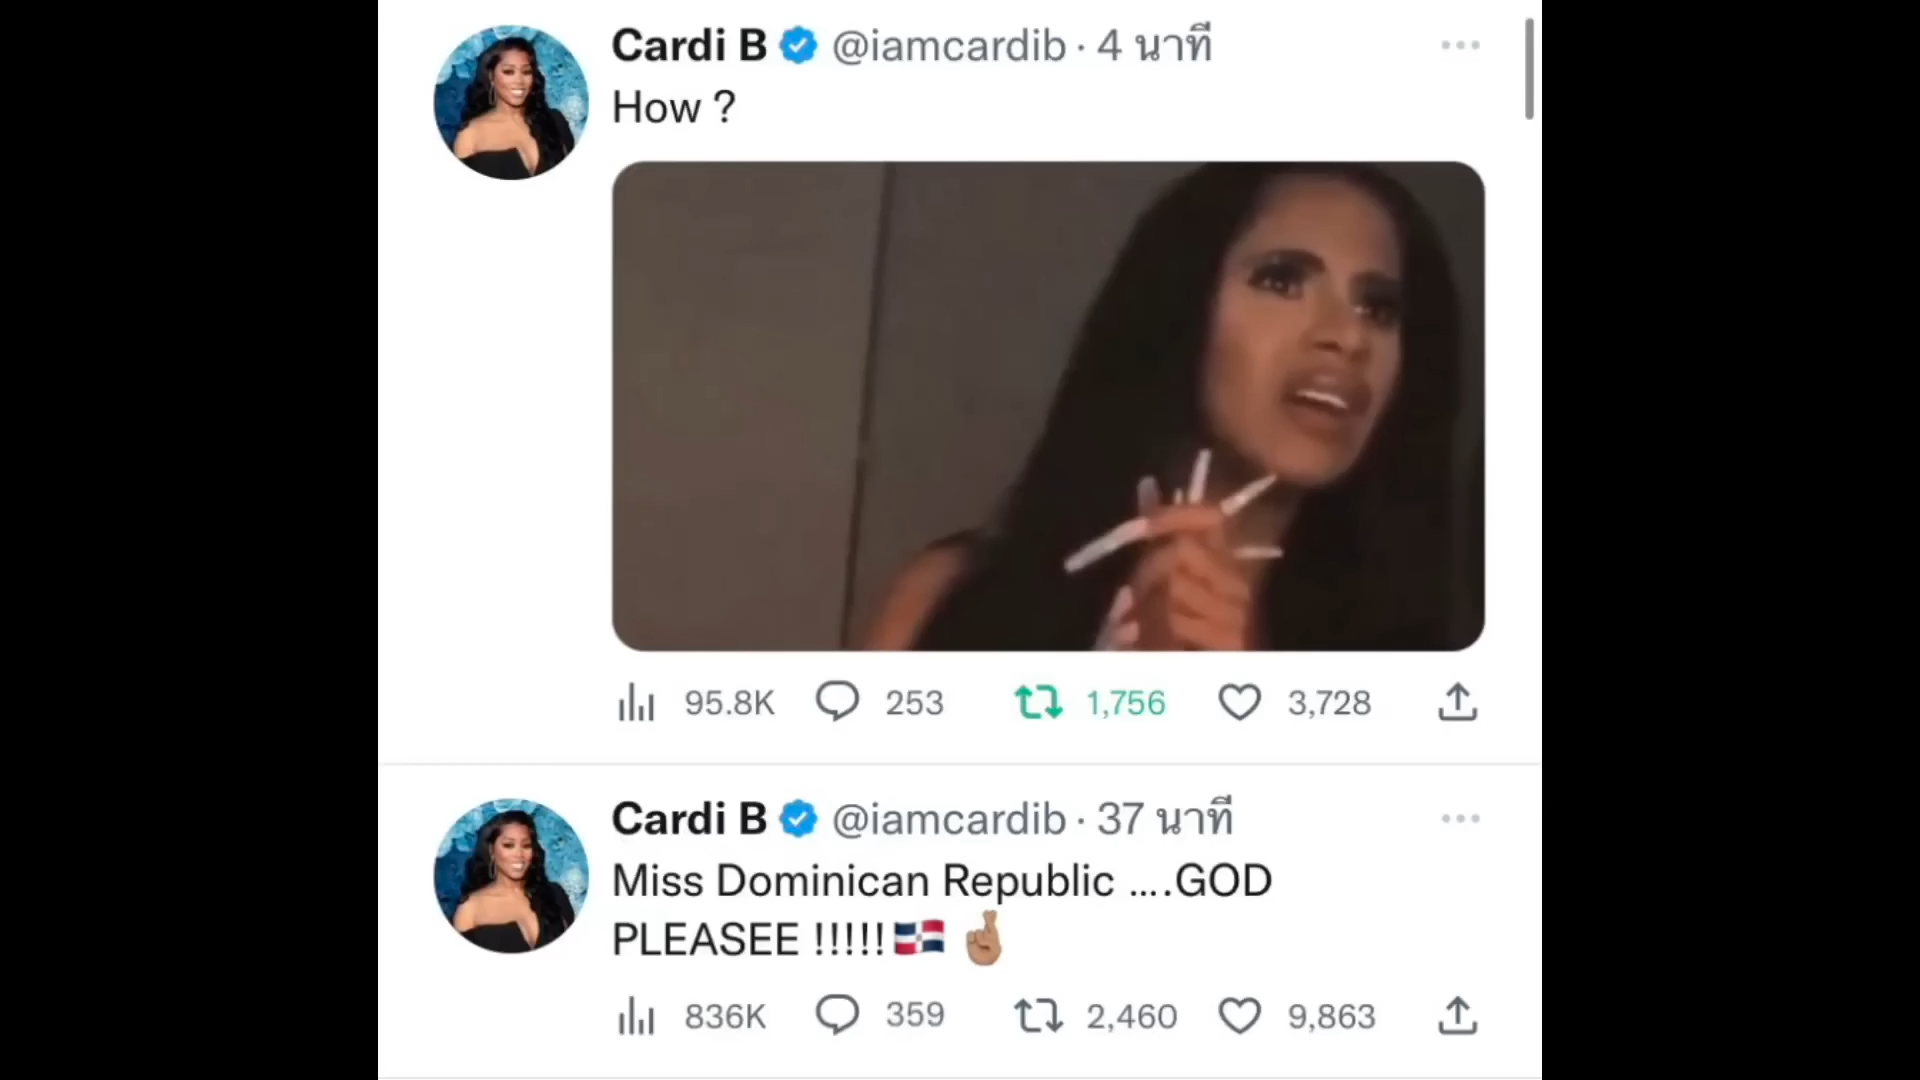 Cardi B @iamcardib · 4 นาที
How ?
95.8K 253 1,756 3,728
Cardi B @iamcardib · 37 นาที
Miss Dominican Republic ....GOD
PLEASEE !!!!!🇩🇴 🤞🏽
836K 359 2,460 9,863